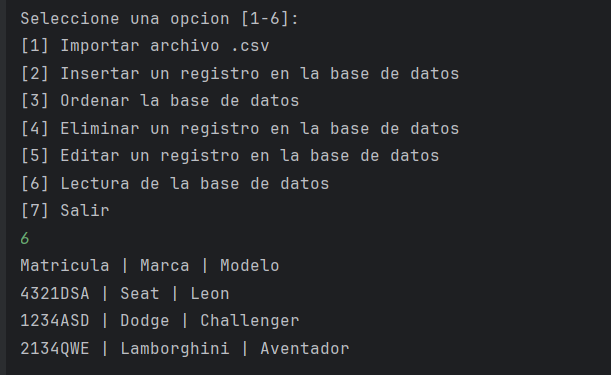 Seleccione una opcion [1-6]:
[1] Importar archivo .csv
[2] Insertar un registro en la base de datos
[3] Ordenar la base de datos
[4] Eliminar un registro en la base de datos
[5] Editar un registro en la base de datos
[6] Lectura de la base de datos
[7] Salir
6
Matricula | Marca | Modelo
4321DSA | Seat | Leon
1234ASD | Dodge | Challenger
2134QWE | Lamborghini | Aventador